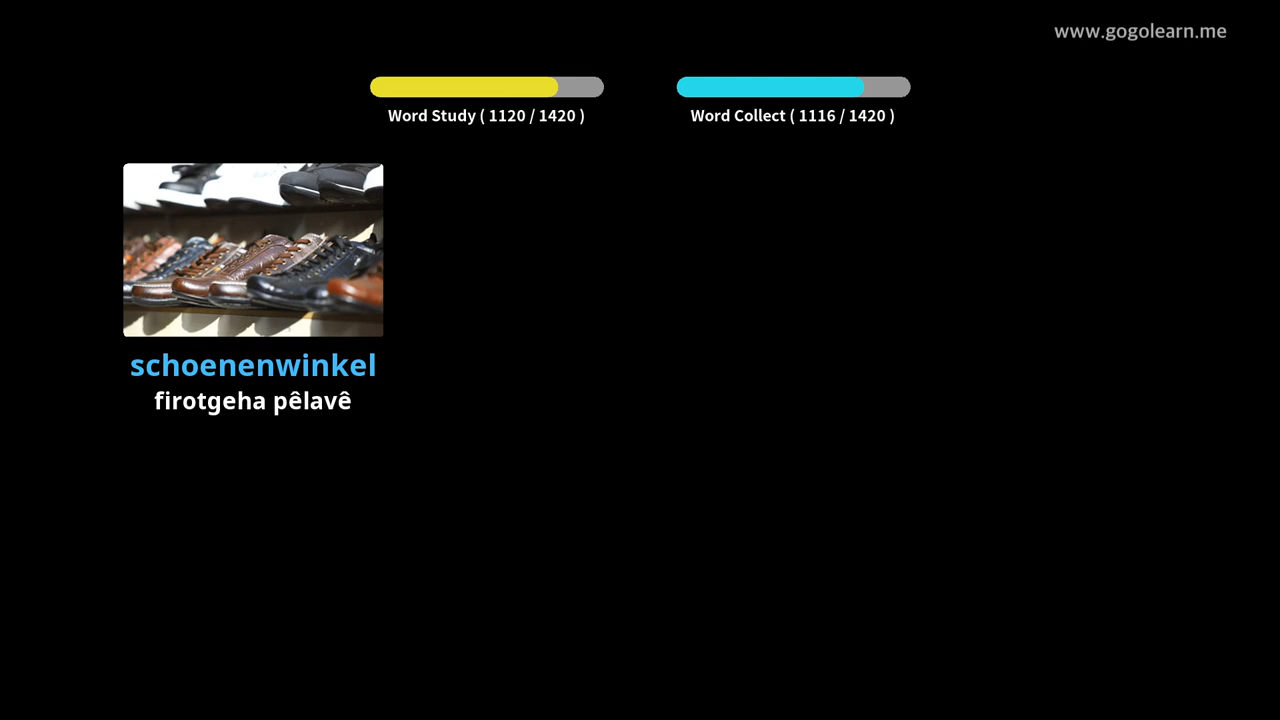 www.gogolearn.me
Word Study ( 1120 / 1420 )
Word Collect ( 1116 / 1420 )
schoenenwinkel
firotgeha pêlavê